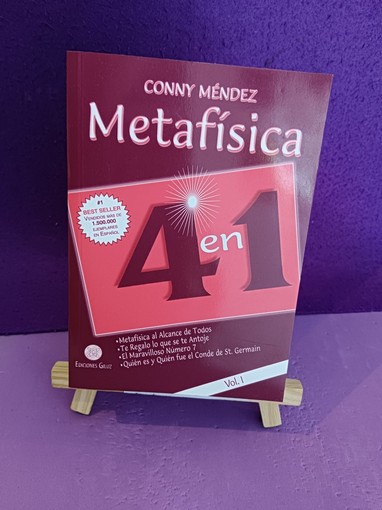 CONNY MÉNDEZ
Metafísica
#1
BEST SELLER
VENDIDOS MÁS DE
1.500.000
EJEMPLARES
EN ESPAÑOL
4 en 1
•Metafísica al Alcance de Todos
•Te Regalo lo que se te Antoje
•El Maravilloso Número 7
•Quién es y Quién fue el Conde de St. Germain
EDICIONES GILUZ
Vol. I